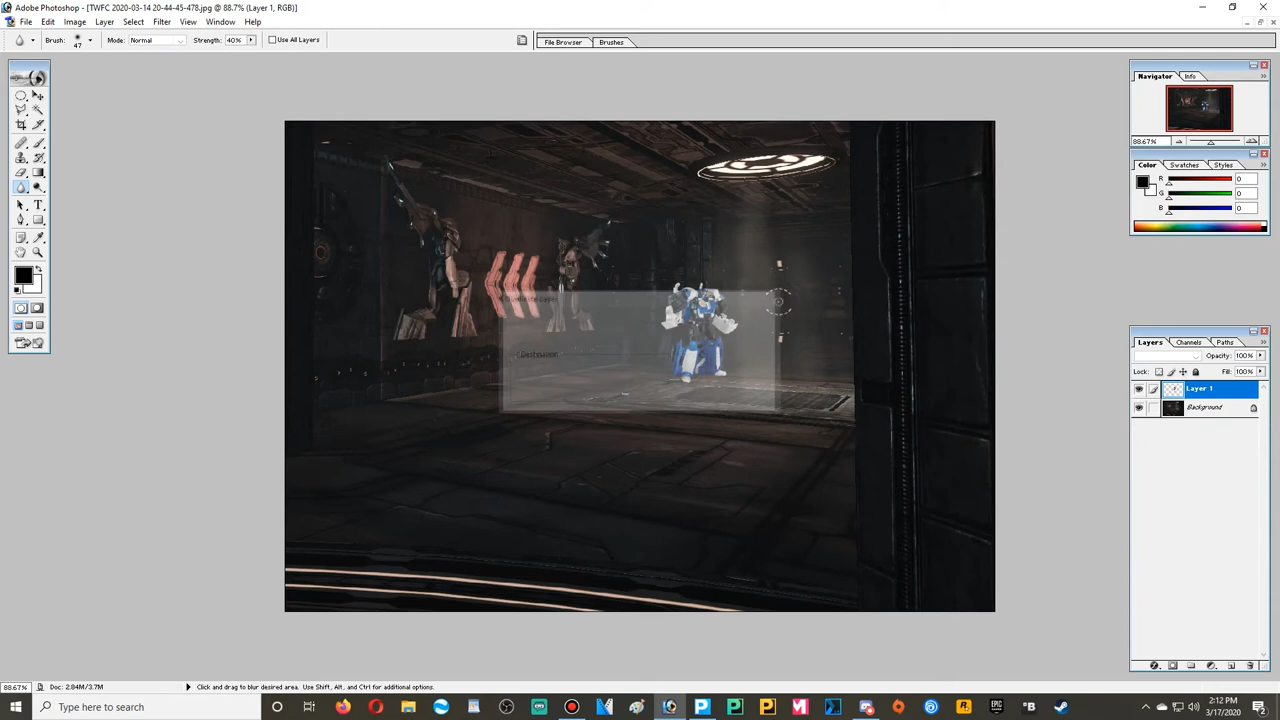 Adobe Photoshop - [TWFC 2020-03-14 20-44-45-478.jpg @ 88.7% (Layer 1, RGB)]
File Edit Image Layer Select Filter View Window Help
Brush: 47 Mode: Normal Strength: 40% Use All Layers File Browser Brushes
Navigator Info
88.67%
Color Swatches Styles
R 0
G 0
B 0
Duplicate Layer
Destination
Layers Channels Paths
Opacity: 100%
Lock: Fill: 100%
Layer 1
Background
88.67% Doc: 2.84M/3.7M Click and drag to blur desired area. Use Shift, Alt, and Ctrl for additional options.
Type here to search
2:12 PM
3/17/2020